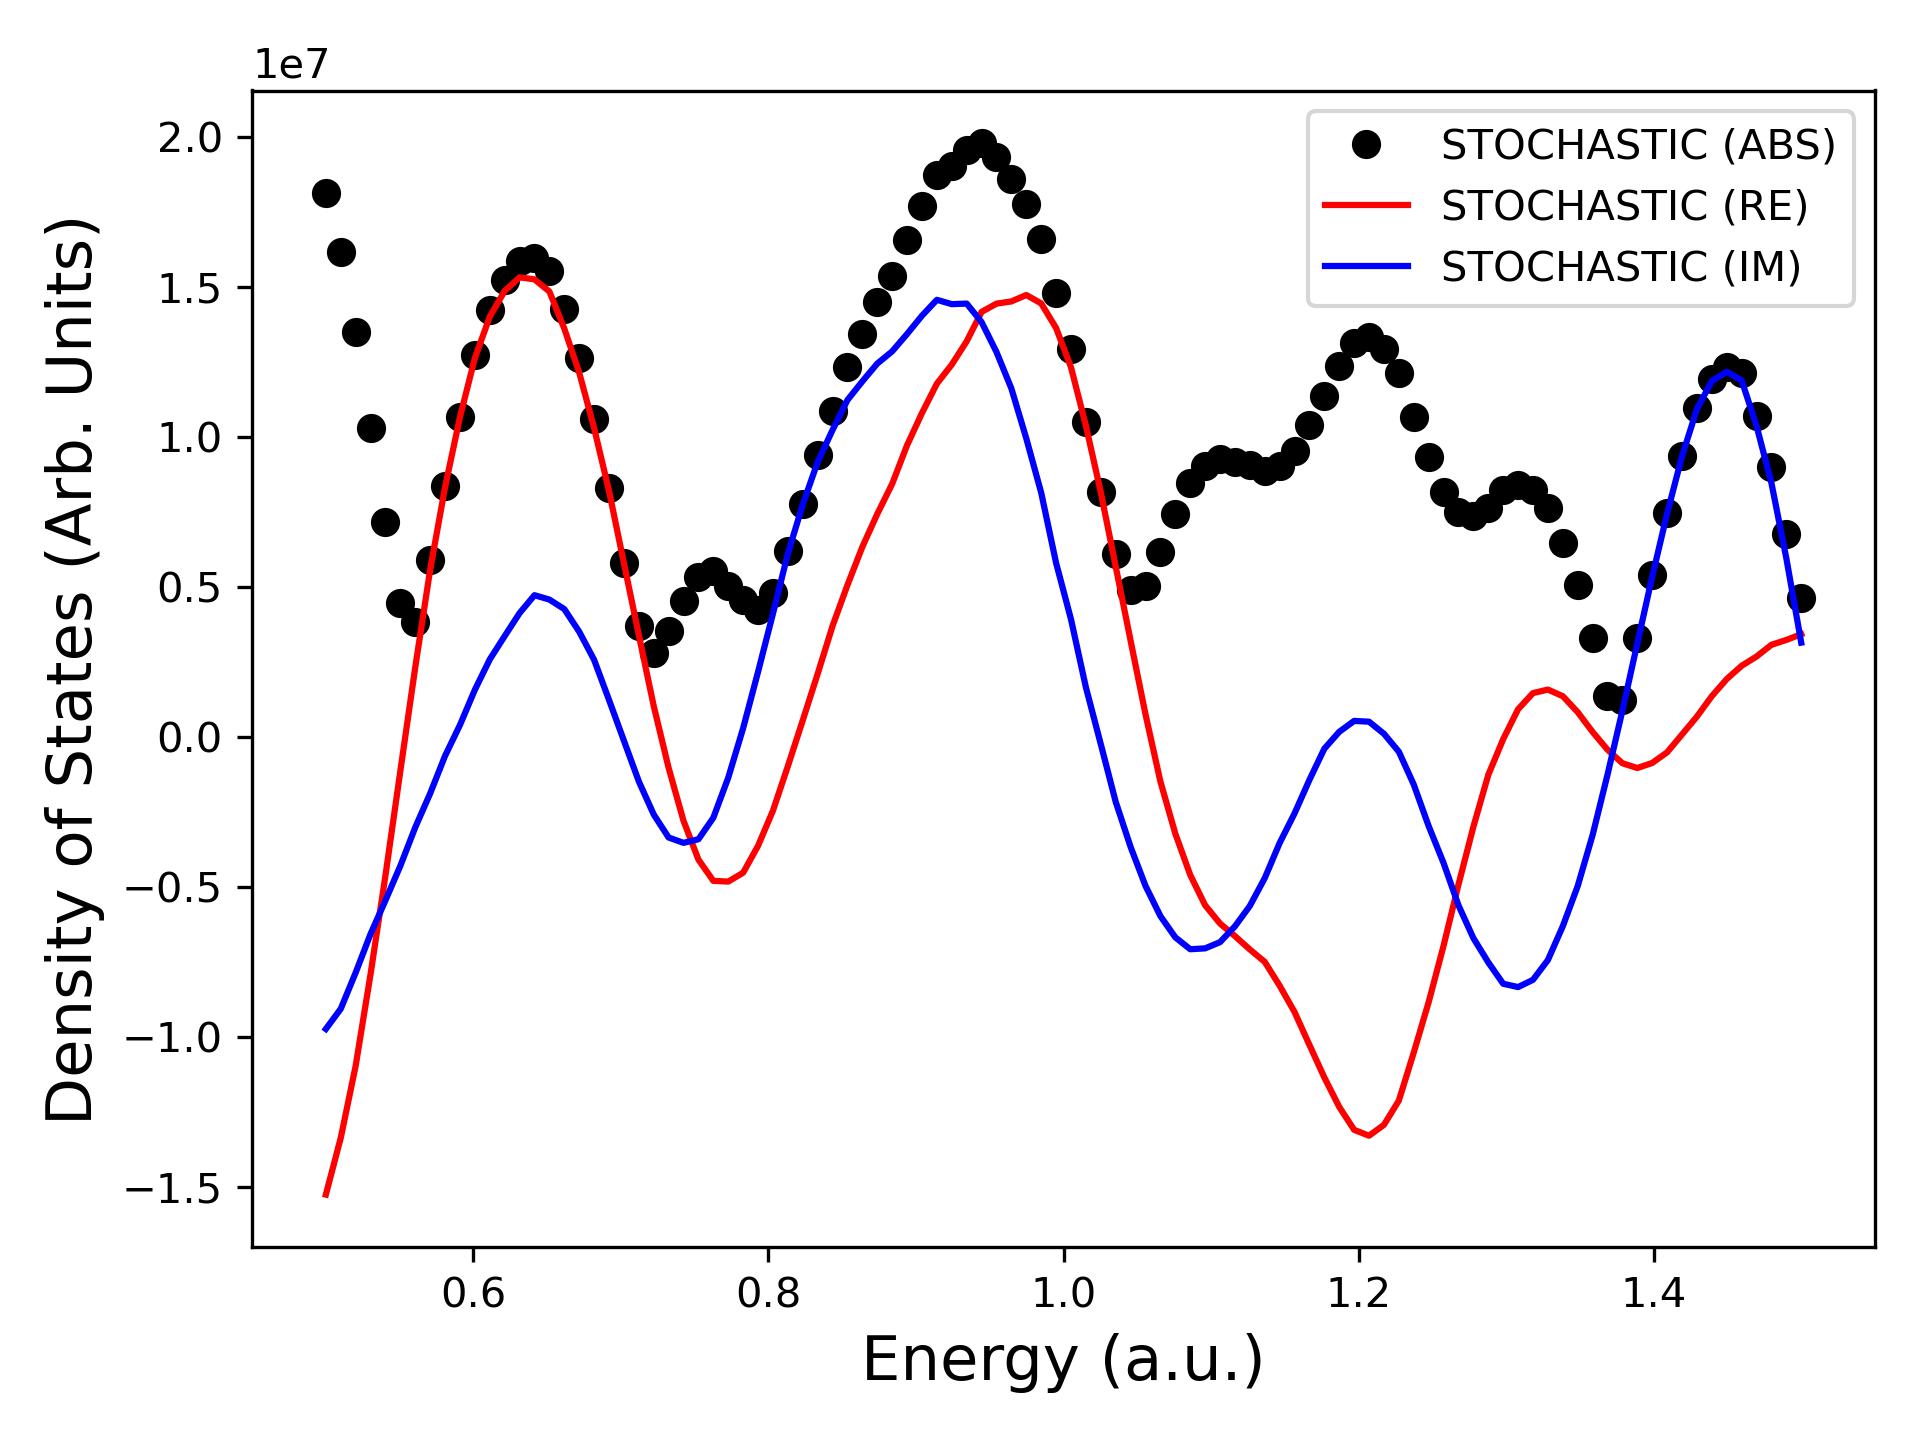 1e7
2.0
1.5
1.0
0.5
0.0
−0.5
−1.0
−1.5
Density of States (Arb. Units)
STOCHASTIC (ABS)
STOCHASTIC (RE)
STOCHASTIC (IM)
0.6 0.8 1.0 1.2 1.4
Energy (a.u.)